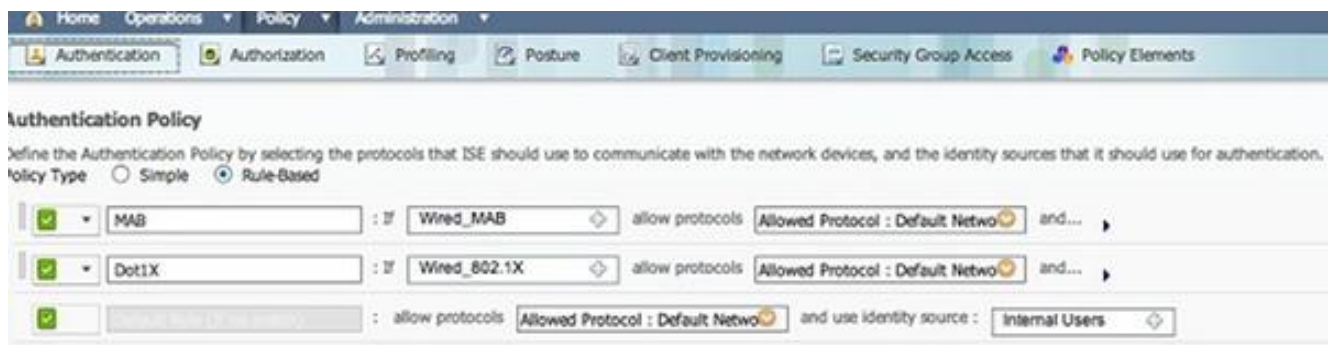 Home Operations Policy Administration
Authentication Authorization Profiling Posture Client Provisioning Security Group Access Policy Elements
Authentication Policy
Define the Authentication Policy by selecting the protocols that ISE should use to communicate with the network devices, and the identity sources that it should use for authentication.
Policy Type Simple Rule-Based
MAB : If Wired_MAB allow protocols Allowed Protocol : Default Netwo and...
Dot1X : If Wired_802.1X allow protocols Allowed Protocol : Default Netwo and...
: allow protocols Allowed Protocol : Default Netwo and use identity source : Internal Users